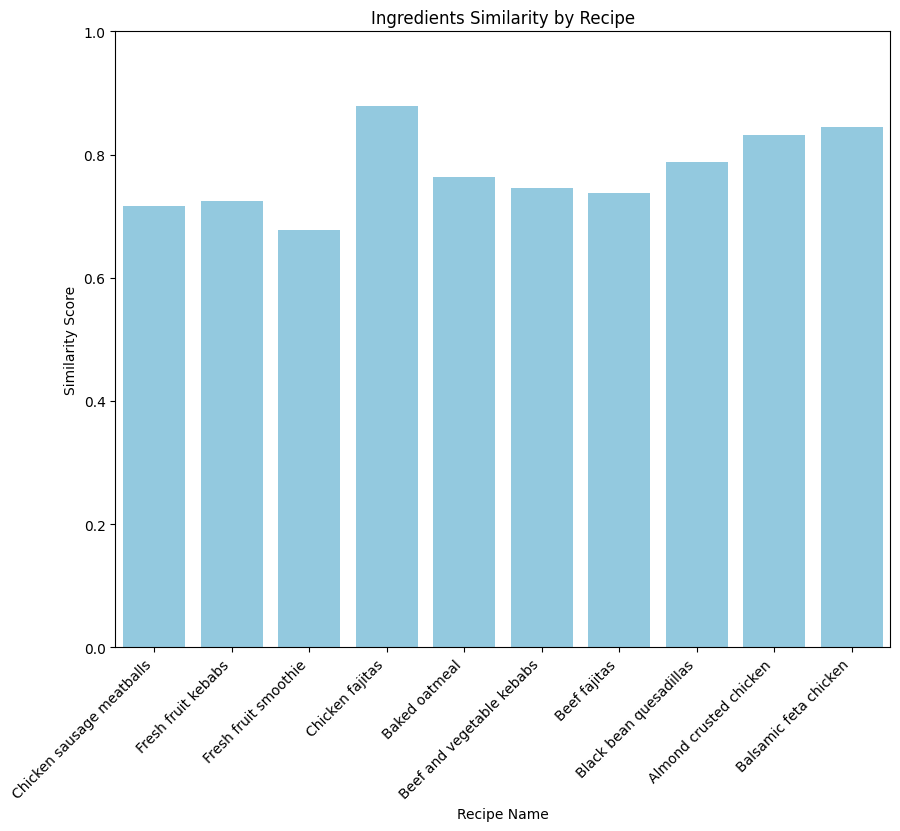 Ingredients Similarity by Recipe
1.0
0.8
0.6
0.4
0.2
0.0
Similarity Score
Chicken sausage meatballs
Fresh fruit kebabs
Fresh fruit smoothie
Chicken fajitas
Baked oatmeal
Beef and vegetable kebabs
Beef fajitas
Black bean quesadillas
Almond crusted chicken
Balsamic feta chicken
Recipe Name